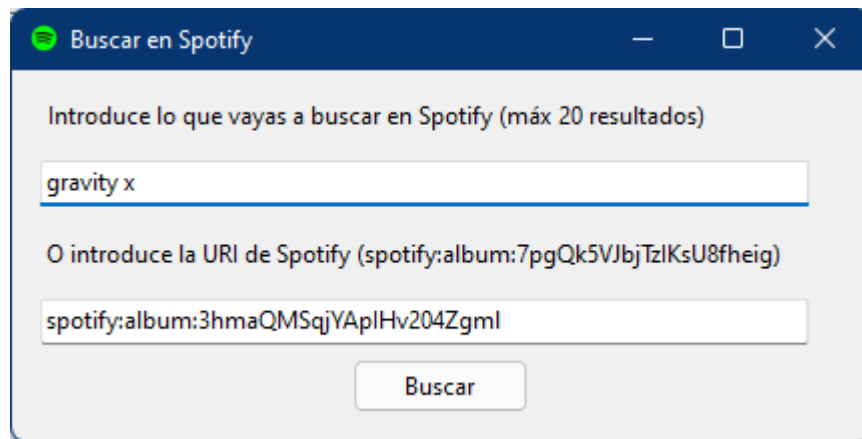 Buscar en Spotify
Introduce lo que vayas a buscar en Spotify (máx 20 resultados)
gravity x
O introduce la URI de Spotify (spotify:album:7pgQk5VJbjTzIKsU8fheig)
spotify:album:3hmaQMSqjYAplHv204Zgml
Buscar